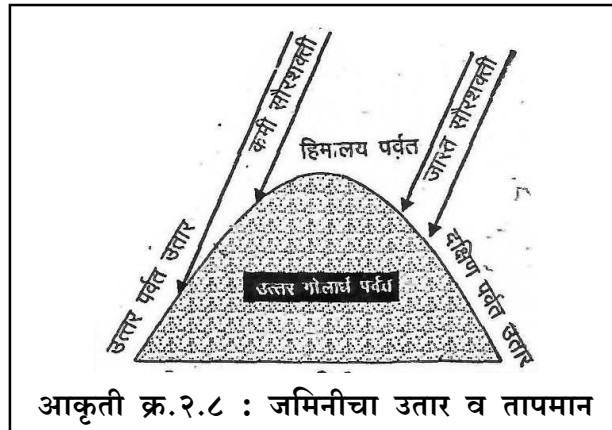 कमी सौरशक्ती
जास्त सौरशक्ती
हिमालय पर्वत
उत्तर पर्वत उतार
उत्तर गोलार्ध पर्वत
दक्षिण पर्वत उतार
आकृती क्र.२.८ : जमिनीचा उतार व तापमान